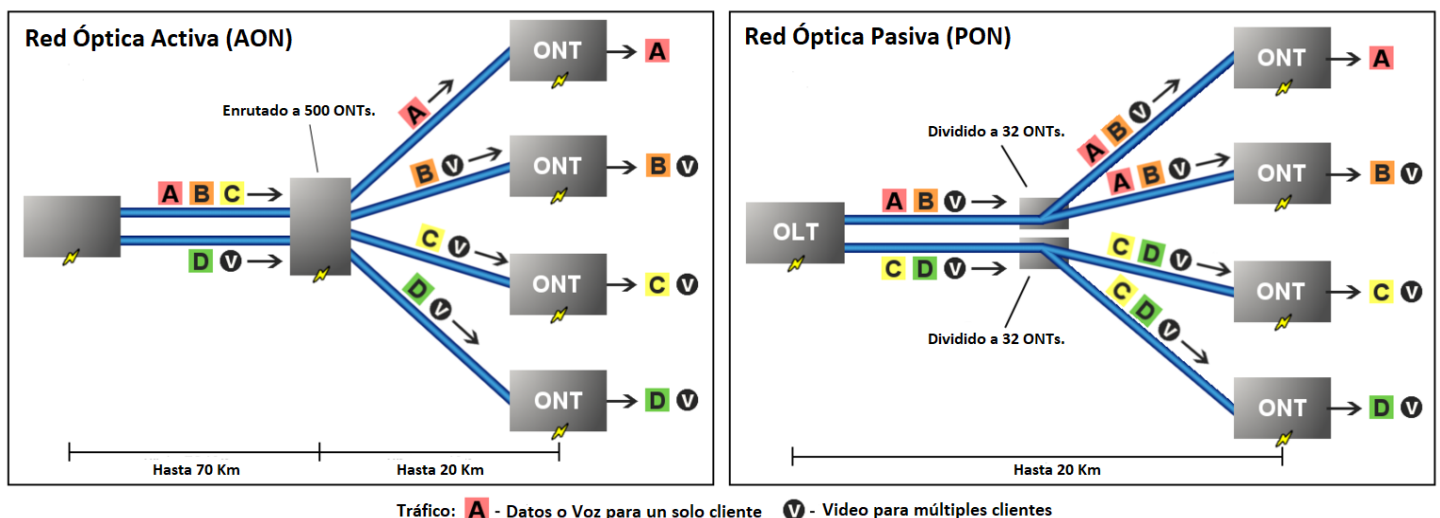 Red Óptica Activa (AON)
Enrutado a 500 ONTs.
A B C
D V
A
B V
C V
D V
ONT
A
ONT
B V
ONT
C V
ONT
D V
Hasta 70 Km
Hasta 20 Km
Red Óptica Pasiva (PON)
Dividido a 32 ONTs.
OLT
A B V
C D V
A B V
A B V
C D V
C D V
Dividido a 32 ONTs.
ONT
A
ONT
B V
ONT
C V
ONT
D V
Hasta 20 Km
Tráfico: A - Datos o Voz para un solo cliente V - Video para múltiples clientes